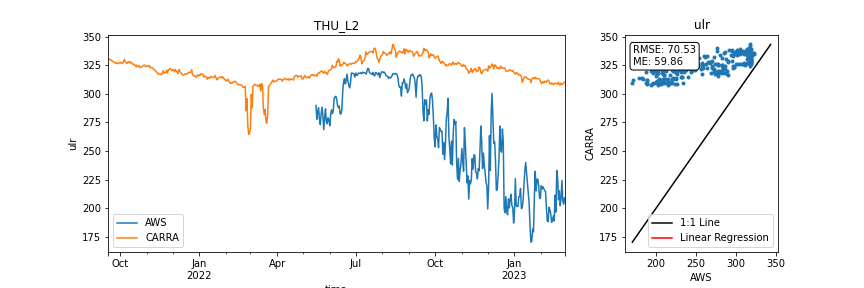 THU_L2
ulr
350
325
300
275
250
225
200
175
ulr
AWS
CARRA
Oct
Jan
2022
Apr
Jul
Oct
Jan
2023
time
ulr
350
325
300
275
250
225
200
175
CARRA
RMSE: 70.53
ME: 59.86
1:1 Line
Linear Regression
200
250
300
350
AWS